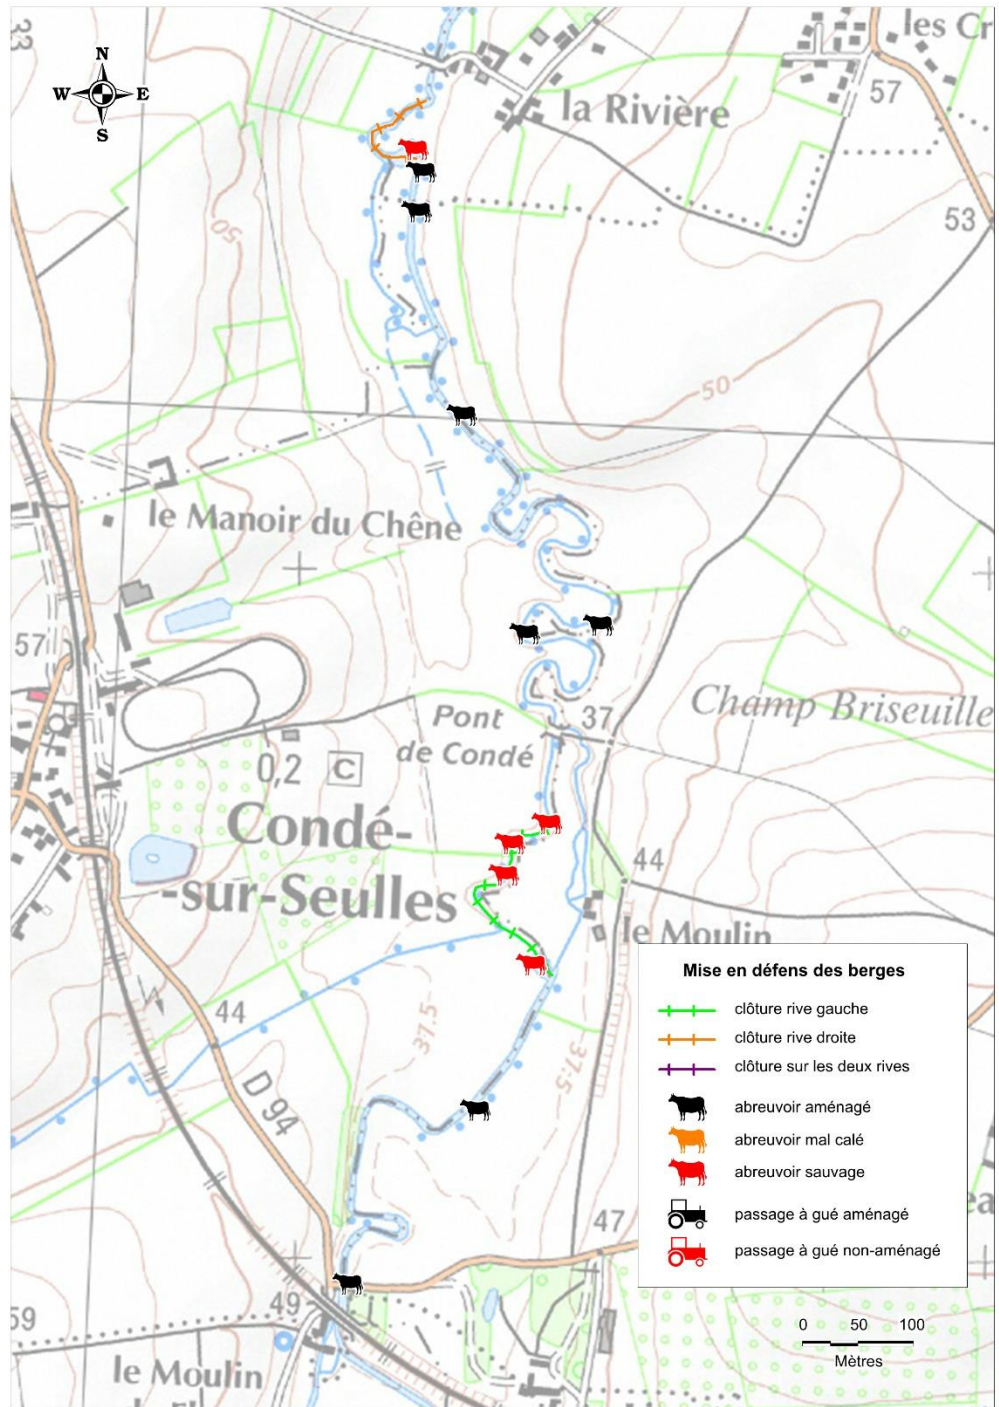 33
les Cr
N
W E
S
57
la Rivière
53
50
50
le Manoir du Chêne
57
37
Champ Briseuille
Pont
de Condé
0,2
C
Condé-
-sur-Seulles
44
le Moulin
44
37.5
37.5
D 94
47
49
59
le Moulin
Mise en défens des berges
clôture rive gauche
clôture rive droite
clôture sur les deux rives
abreuvoir aménagé
abreuvoir mal calé
abreuvoir sauvage
passage à gué aménagé
passage à gué non-aménagé
ea
0 50 100
Mètres